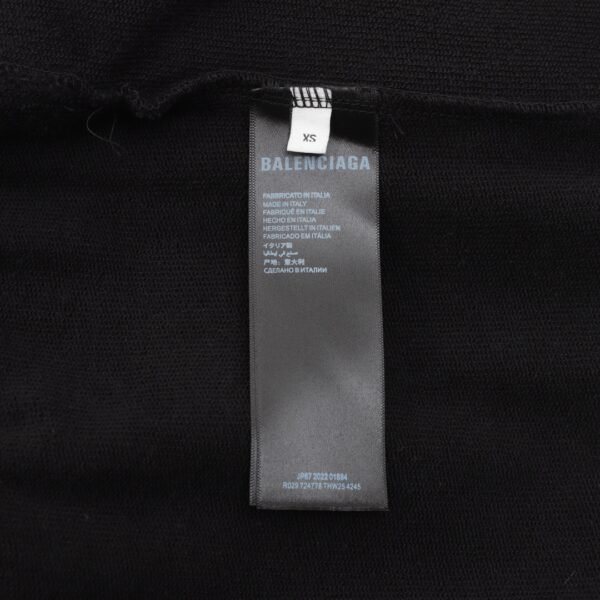 XS
BALENCIAGA
FABBRICATO IN ITALIA
MADE IN ITALY
FABRIQUÉ EN ITALIE
HECHO EN ITALIA
HERGESTELLT IN ITALIEN
FABRICADO EM ITÁLIA
イタリア製
صنع في إيطاليا
产地：意大利
СДЕЛАНО В ИТАЛИИ
JP67 2022 01884
R029 724778 THW25 4245